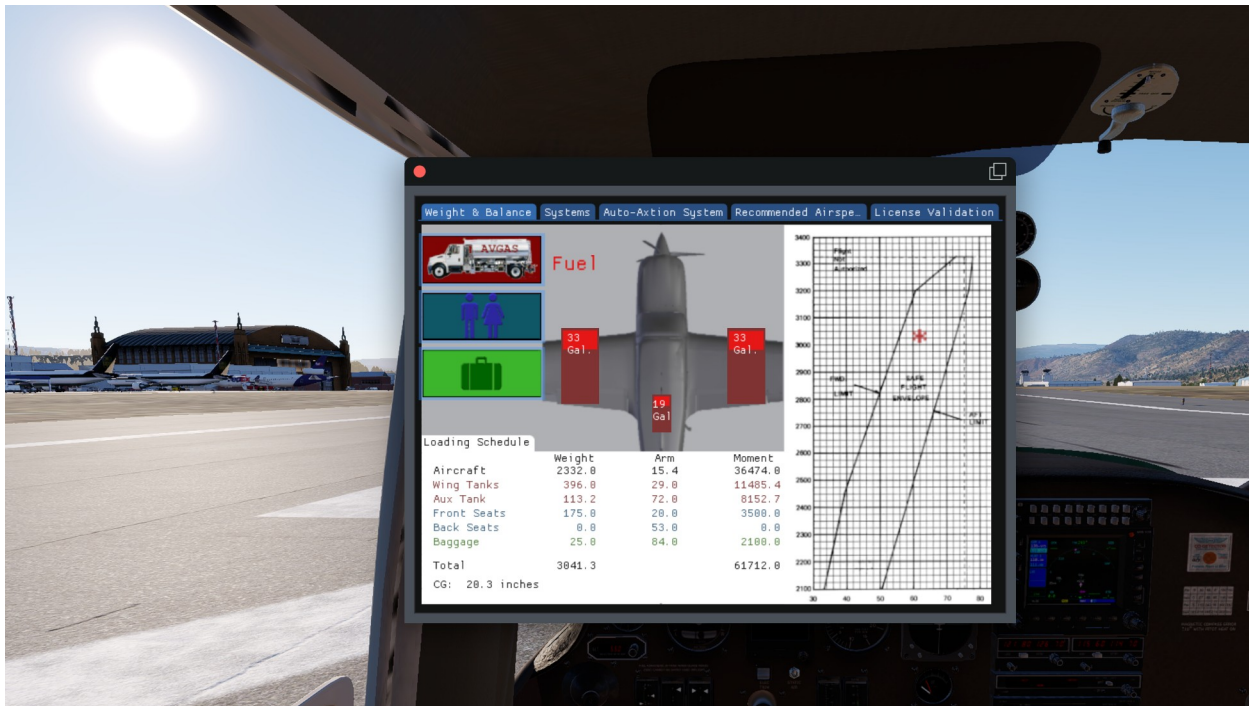 Weight & Balance Systems Auto-Axtion System Recommended Airspe… License Validation
AVGAS
Fuel
33
Gal.
33
Gal.
19
Gal
Loading Schedule
Weight Arm Moment
Aircraft 2332.0 15.4 36474.0
Wing Tanks 396.0 29.0 11485.4
Aux Tank 113.2 72.0 8152.7
Front Seats 175.0 20.0 3500.0
Back Seats 0.0 53.0 0.0
Baggage 25.0 84.0 2100.0
Total 3041.3 61712.0
CG: 20.3 inches
3400
Flight
Not
Authorized
3300
3200
3100
3000
2900
FWD
LIMIT
SAFE
FLIGHT
ENVELOPE
2800
AFT
LIMIT
2700
2600
2500
2400
2300
2200
2100
30 40 50 60 70 80